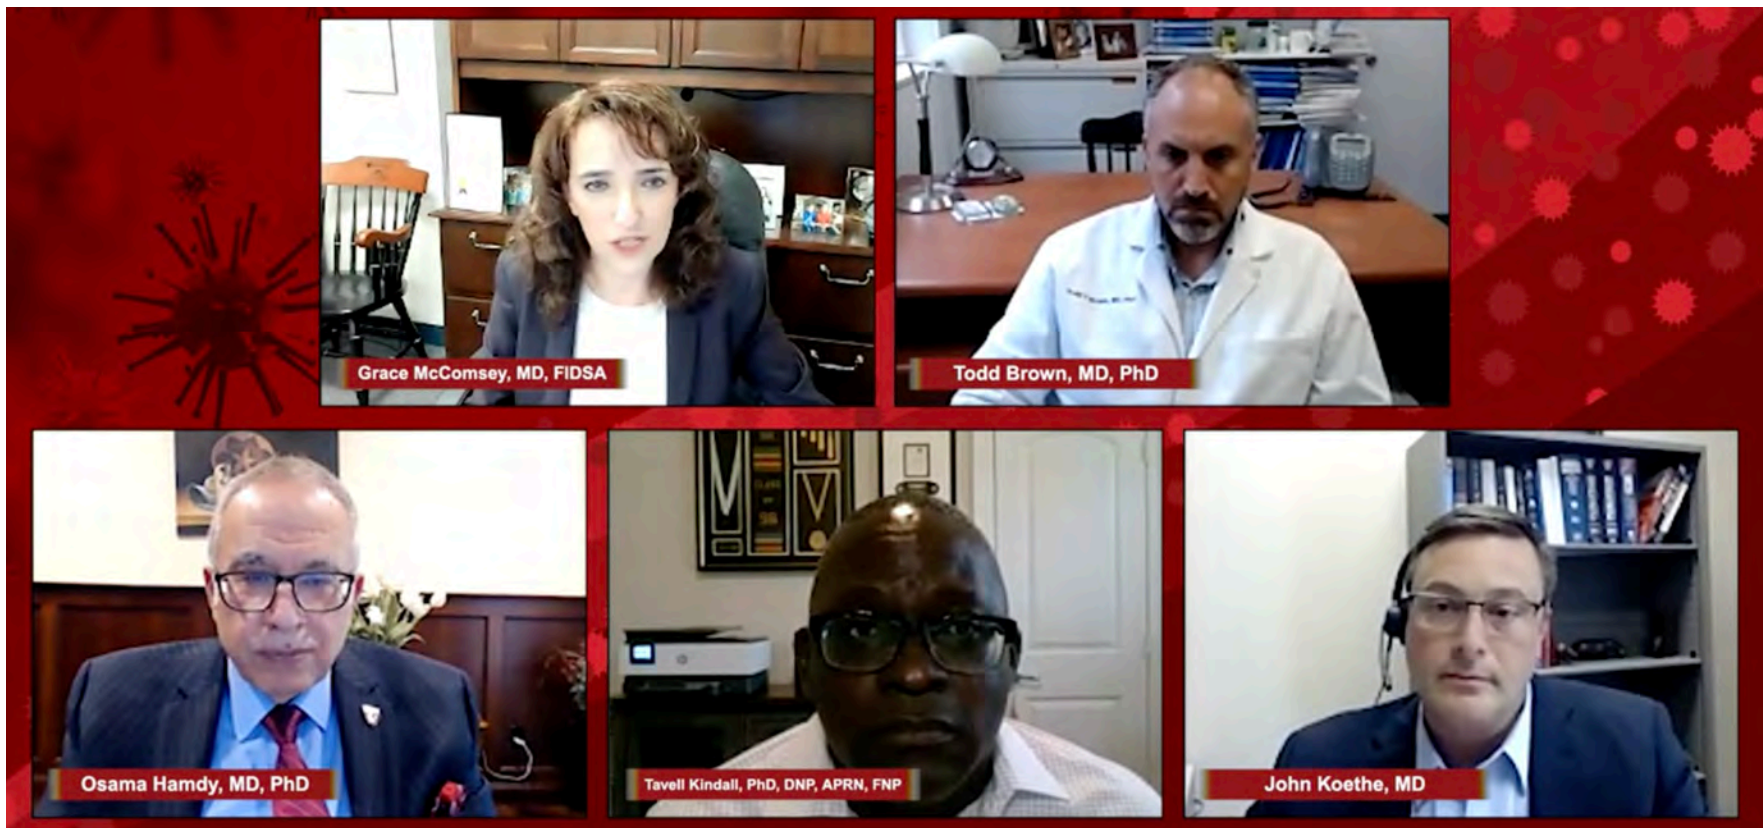 Grace McComsey, MD, FIDSA
Todd Brown, MD, PhD
Osama Hamdy, MD, PhD
Tavell Kindall, PhD, DNP, APRN, FNP
John Koethe, MD